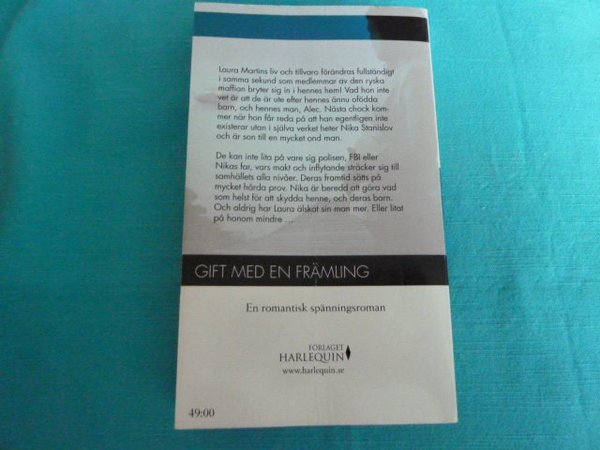 Laura Martins liv och tillvaro förändras fullständigt
i samma sekund som medlemmar av den ryska
maffian bryter sig in i hennes hem! Vad hon inte
vet är att de är ute efter hennes ännu ofödda
barn, och hennes man, Alec. Nästa chock kom-
mer när hon får reda på att han egentligen inte
existerar utan i själva verket heter Nika Stanislov
och är son till en mycket ond man.
De kan inte lita på vare sig polisen, FBI eller
Nikas far, vars makt och inflytande sträcker sig till
samhällets alla nivåer. Deras framtid sätts på
mycket hårda prov. Nika är beredd att göra vad
som helst för att skydda henne, och deras barn.
Och aldrig har Laura älskat sin man mer. Eller litat
på honom mindre ...
GIFT MED EN FRÄMLING
En romantisk spänningsroman
FÖRLAGET
HARLEQUIN
www.harlequin.se
49:00